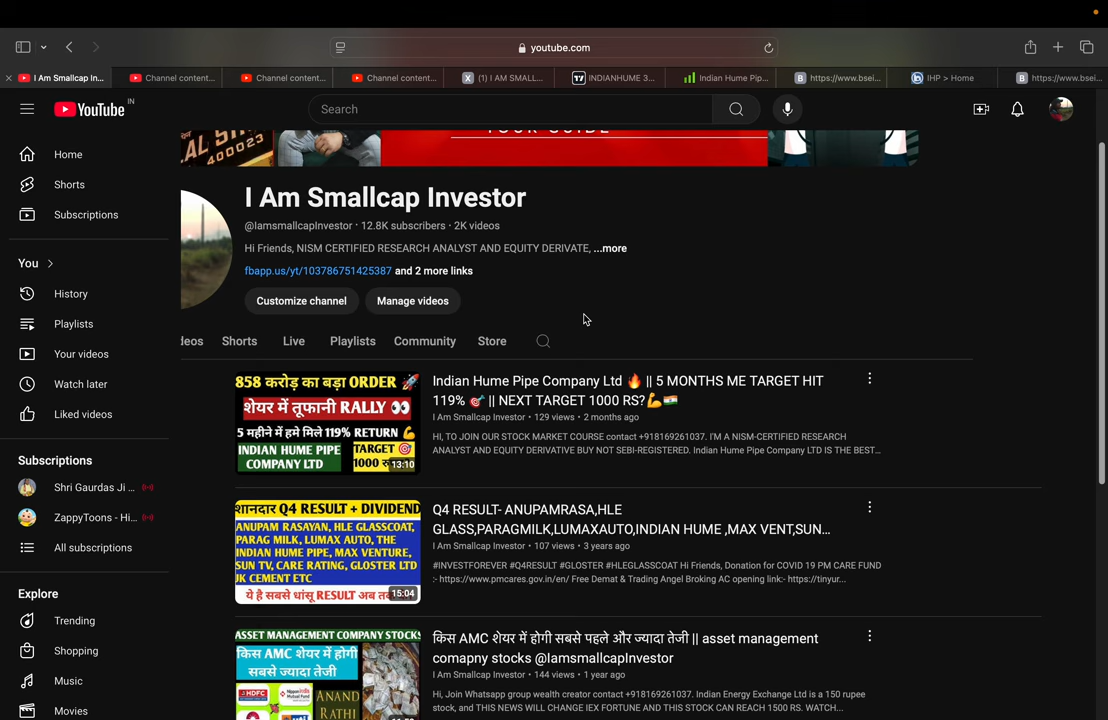 youtube.com
I Am Smallcap In...
Channel content...
Channel content...
Channel content...
(1) I AM SMALL...
INDIANHUME 3...
Indian Hume Pip...
https://www.bsei...
IHP > Home
https://www.bsei...
YouTube IN
Search
Home
Shorts
Subscriptions
You
History
Playlists
Your videos
Watch later
Liked videos
Subscriptions
Shri Gaurdas Ji ...
ZappyToons - Hi...
All subscriptions
Explore
Trending
Shopping
Music
Movies
400023
YOUR GUIDE
I Am Smallcap Investor
@IamsmallcapInvestor • 12.8K subscribers • 2K videos
Hi Friends, NISM CERTIFIED RESEARCH ANALYST AND EQUITY DERIVATE, ...more
fbapp.us/yt/103786751425387 and 2 more links
Customize channel
Manage videos
deos Shorts Live Playlists Community Store
858 करोड़ का बड़ा ORDER 🚀
शेयर में तूफानी RALLY 👀
5 महीने में हमे मिले 119% RETURN 💪
INDIAN HUME PIPE
COMPANY LTD
TARGET 🎯
1000 रु
13:10
Indian Hume Pipe Company Ltd 🔥 || 5 MONTHS ME TARGET HIT
119% 🎯 || NEXT TARGET 1000 RS?💪🇮🇳
I Am Smallcap Investor • 129 views • 2 months ago
HI, TO JOIN OUR STOCK MARKET COURSE contact +918169261037. I'M A NISM-CERTIFIED RESEARCH
ANALYST AND EQUITY DERIVATIVE BUY NOT SEBI-REGISTERED. Indian Hume Pipe Company LTD IS THE BEST...
शानदार Q4 RESULT + DIVIDEND
ANUPAM RASAYAN, HLE GLASSCOAT,
PARAG MILK, LUMAX AUTO, THE
INDIAN HUME PIPE, MAX VENTURE,
SUN TV, CARE RATING, GLOSTER LTD
JK CEMENT ETC
ये है सबसे धांसू RESULT अब तक
15:04
Q4 RESULT- ANUPAMRASA,HLE
GLASS,PARAGMILK,LUMAXAUTO,INDIAN HUME ,MAX VENT,SUN...
I Am Smallcap Investor • 107 views • 3 years ago
#INVESTFOREVER #Q4RESULT #GLOSTER #HLEGLASSCOAT Hi Friends, Donation for COVID 19 PM CARE FUND
:- https://www.pmcares.gov.in/en/ Free Demat & Trading Angel Broking AC opening link:- https://tinyur...
ASSET MANAGEMENT COMPANY STOCKS
किस AMC शेयर में होगी
सबसे ज्यादा तेजी
HDFC
ANAND
RATHI
किस AMC शेयर में होगी सबसे पहले और ज्यादा तेजी || asset management
comapny stocks @IamsmallcapInvestor
I Am Smallcap Investor • 144 views • 1 year ago
Hi, Join Whatsapp group wealth creator contact +918169261037. Indian Energy Exchange Ltd is a 150 rupee
stock, and THIS NEWS WILL CHANGE IEX FORTUNE AND THIS STOCK CAN REACH 1500 RS. WATCH...